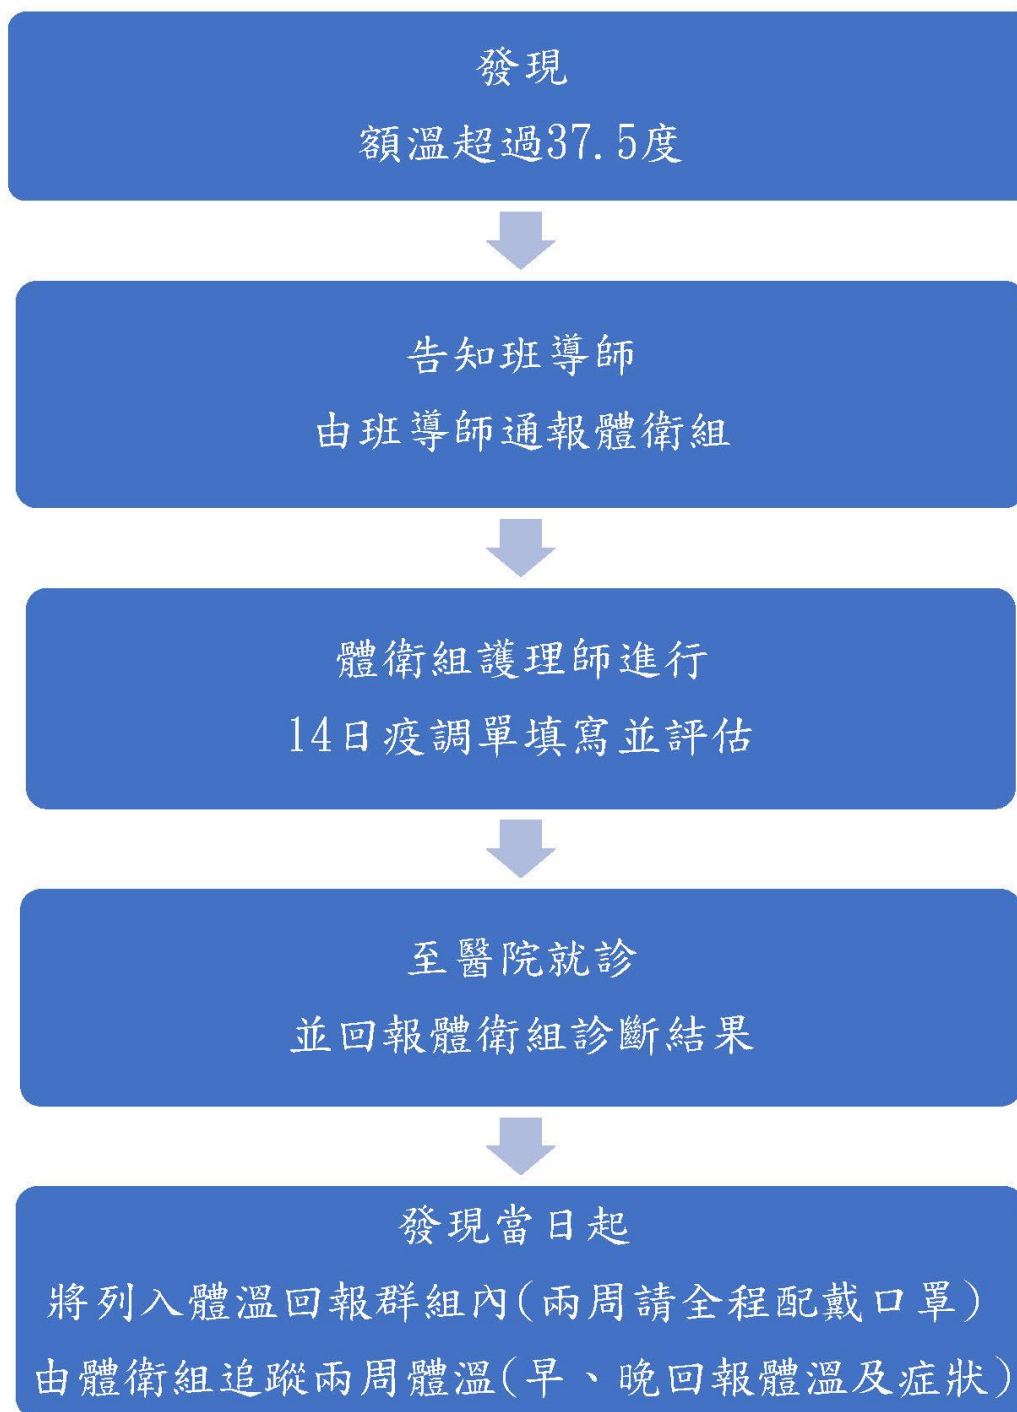 發現
額溫超過37.5度
告知班導師
由班導師通報體衛組
體衛組護理師進行
14日疫調單填寫並評估
至醫院就診
並回報體衛組診斷結果
發現當日起
將列入體溫回報群組內(兩周請全程配戴口罩)
由體衛組追蹤兩周體溫(早、晚回報體溫及症狀)